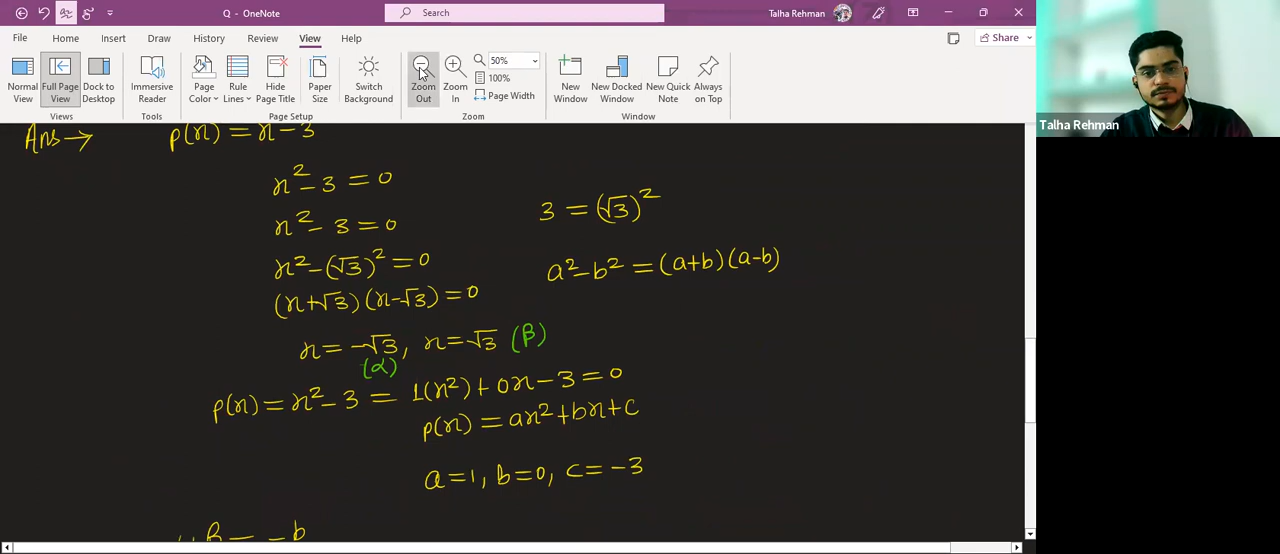 Q - OneNote
Search
Talha Rehman
File Home Insert Draw History Review View Help
Share
Normal View
Full Page View
Dock to Desktop
Immersive Reader
Page Color
Rule Lines
Hide Page Title
Paper Size
Switch Background
Zoom Out
Zoom In
50%
100%
Page Width
New Window
New Docked Window
New Quick Note
Always on Top
Views Tools Page Setup Zoom Window
Talha Rehman
Ans → p(x) = x - 3
x² - 3 = 0
x² - 3 = 0
3 = (√3)²
x² - (√3)² = 0
a² - b² = (a+b)(a-b)
(x+√3)(x-√3) = 0
x = -√3, x = √3 (β)
(α)
p(x) = x² - 3 = 1(x²) + 0x - 3 = 0
p(x) = ax² + bx + c
a = 1, b = 0, c = -3